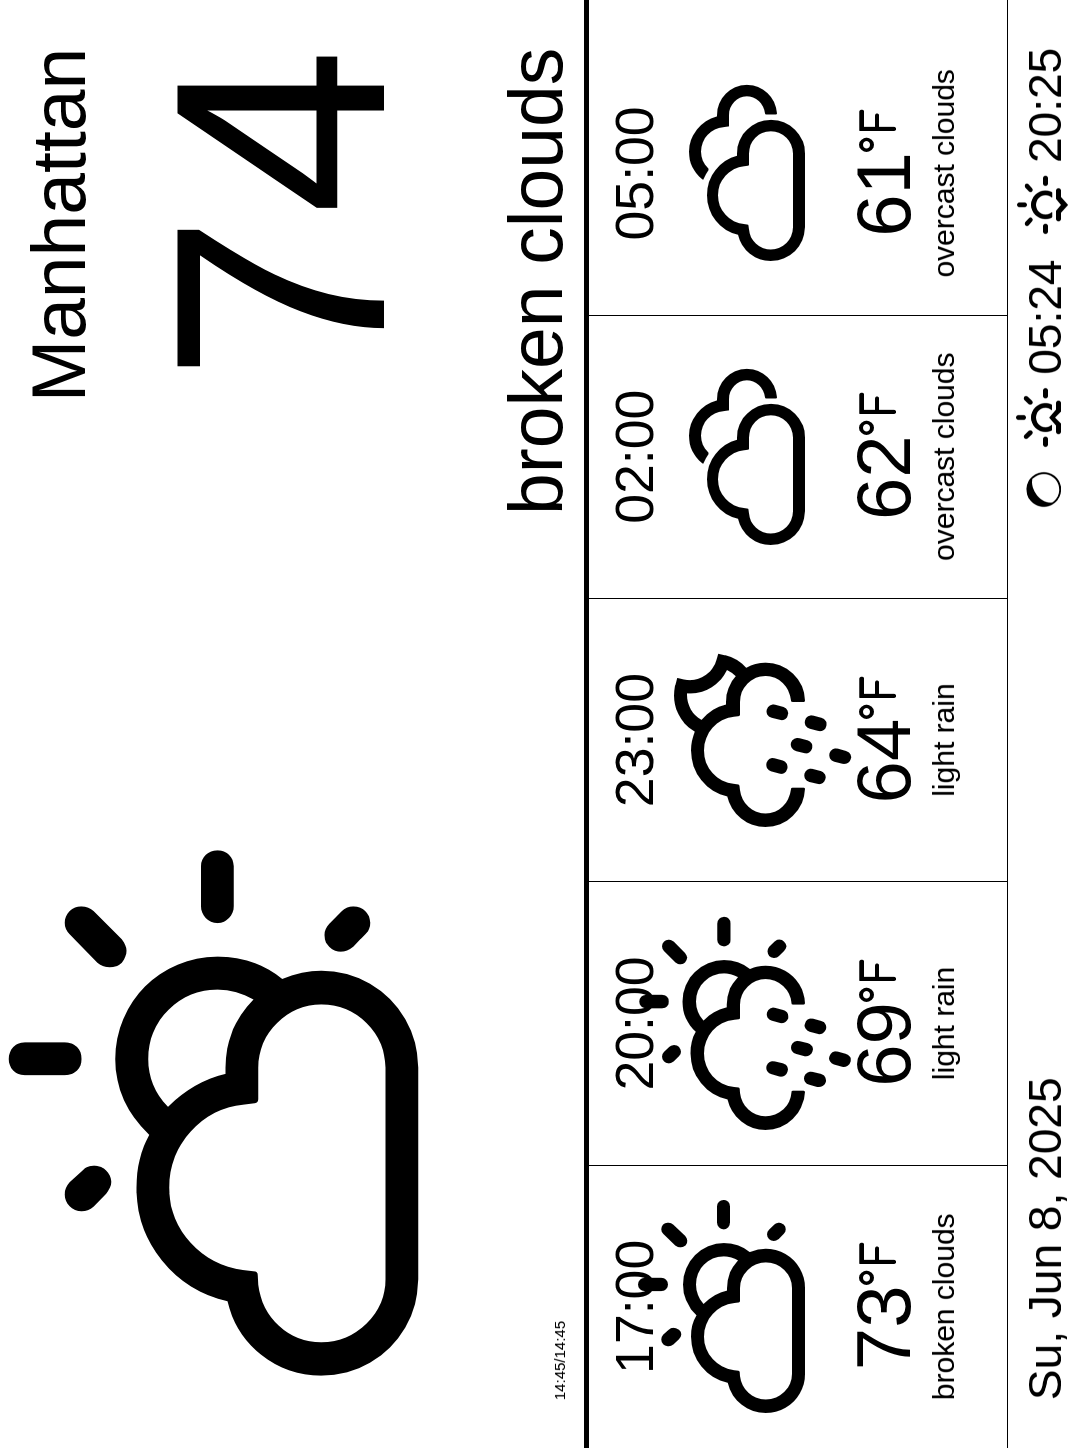 Manhattan
74
broken clouds
14:45/14:45
17:00 20:00 23:00 02:00 05:00
73°F 69°F 64°F 62°F 61°F
broken clouds light rain light rain overcast clouds overcast clouds
Su, Jun 8, 2025 05:24 20:25